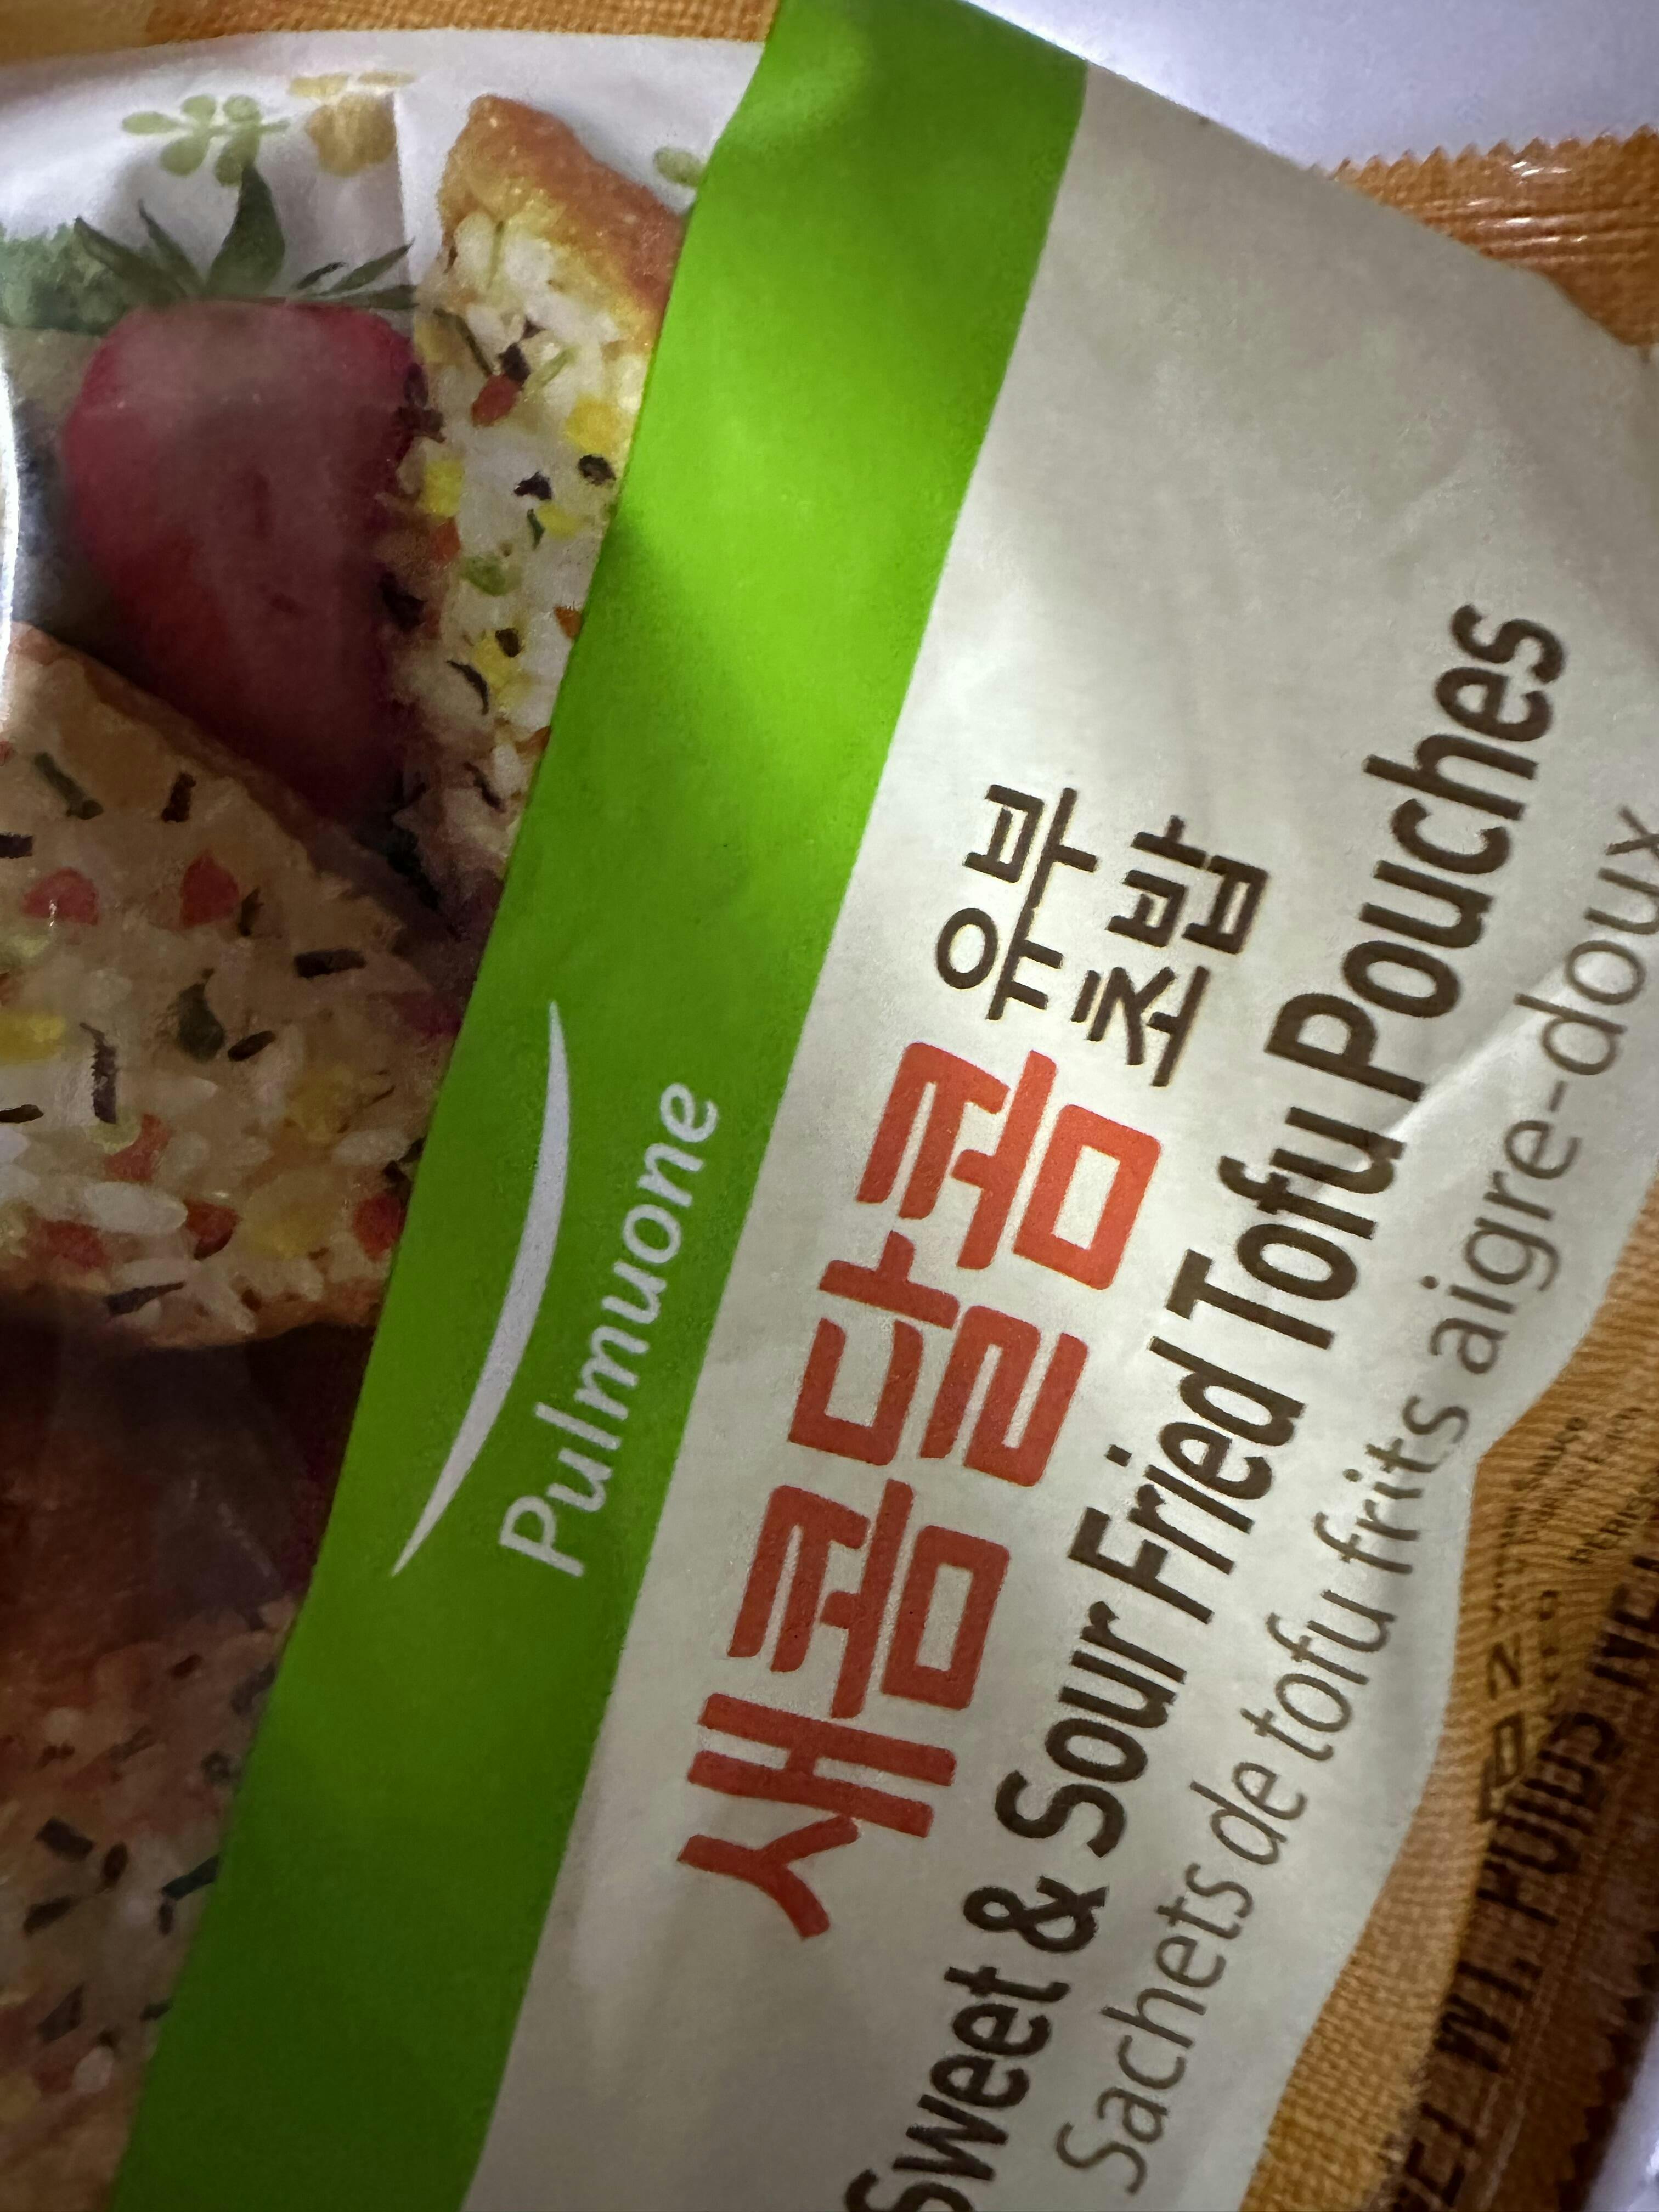 Pulmuone
새콤달콤
유부
초밥
Sweet & Sour Fried Tofu Pouches
Sachets de tofu frits aigre-doux